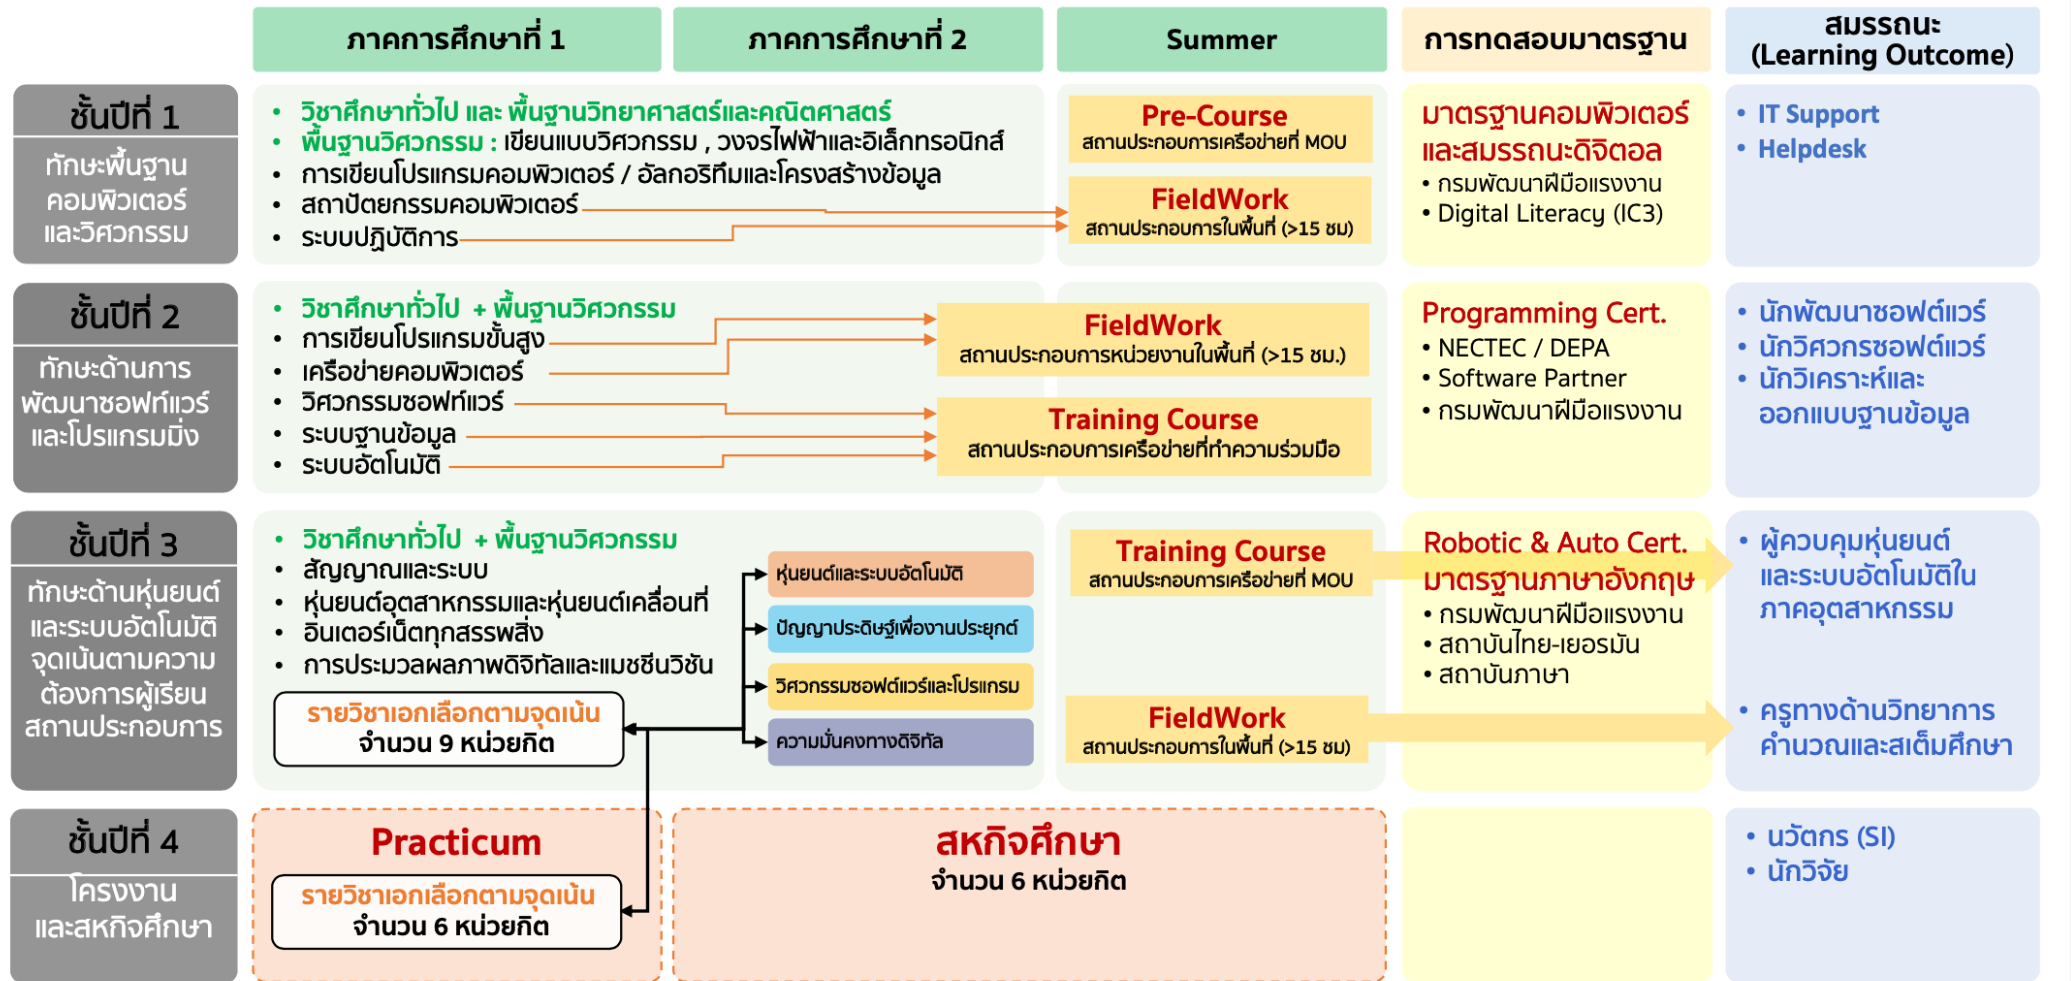 ภาคการศึกษาที่ 1
ภาคการศึกษาที่ 2
Summer
การทดสอบมาตรฐาน
สมรรถนะ
(Learning Outcome)
ชั้นปีที่ 1
ทักษะพื้นฐาน
คอมพิวเตอร์
และวิศวกรรม
• วิชาศึกษาทั่วไป และ พื้นฐานวิทยาศาสตร์และคณิตศาสตร์
• พื้นฐานวิศวกรรม : เขียนแบบวิศวกรรม , วงจรไฟฟ้าและอิเล็กทรอนิกส์
• การเขียนโปรแกรมคอมพิวเตอร์ / อัลกอริทึมและโครงสร้างข้อมูล
• สถาปัตยกรรมคอมพิวเตอร์
• ระบบปฏิบัติการ
Pre-Course
สถานประกอบการเครือข่ายที่ MOU
FieldWork
สถานประกอบการในพื้นที่ (>15 ชม)
มาตรฐานคอมพิวเตอร์
และสมรรถนะดิจิตอล
• กรมพัฒนาฝีมือแรงงาน
• Digital Literacy (IC3)
• IT Support
• Helpdesk
ชั้นปีที่ 2
ทักษะด้านการ
พัฒนาซอฟท์แวร์
และโปรแกรมมิ่ง
• วิชาศึกษาทั่วไป + พื้นฐานวิศวกรรม
• การเขียนโปรแกรมขั้นสูง
• เครือข่ายคอมพิวเตอร์
• วิศวกรรมซอฟท์แวร์
• ระบบฐานข้อมูล
• ระบบอัตโนมัติ
FieldWork
สถานประกอบการหน่วยงานในพื้นที่ (>15 ชม.)
Training Course
สถานประกอบการเครือข่ายที่ทำความร่วมมือ
Programming Cert.
• NECTEC / DEPA
• Software Partner
• กรมพัฒนาฝีมือแรงงาน
• นักพัฒนาซอฟต์แวร์
• นักวิศวกรซอฟต์แวร์
• นักวิเคราะห์และ
ออกแบบฐานข้อมูล
ชั้นปีที่ 3
ทักษะด้านหุ่นยนต์
และระบบอัตโนมัติ
จุดเน้นตามความ
ต้องการผู้เรียน
สถานประกอบการ
• วิชาศึกษาทั่วไป + พื้นฐานวิศวกรรม
• สัญญาณและระบบ
• หุ่นยนต์อุตสาหกรรมและหุ่นยนต์เคลื่อนที่
• อินเตอร์เน็ตทุกสรรพสิ่ง
• การประมวลผลภาพดิจิทัลและแมชชีนวิชัน
รายวิชาเอกเลือกตามจุดเน้น
จำนวน 9 หน่วยกิต
หุ่นยนต์และระบบอัตโนมัติ
ปัญญาประดิษฐ์เพื่องานประยุกต์
วิศวกรรมซอฟต์แวร์และโปรแกรม
ความมั่นคงทางดิจิทัล
Training Course
สถานประกอบการเครือข่ายที่ MOU
FieldWork
สถานประกอบการในพื้นที่ (>15 ชม)
Robotic & Auto Cert.
มาตรฐานภาษาอังกฤษ
• กรมพัฒนาฝีมือแรงงาน
• สถาบันไทย-เยอรมัน
• สถาบันภาษา
• ผู้ควบคุมหุ่นยนต์
และระบบอัตโนมัติใน
ภาคอุตสาหกรรม
• ครูทางด้านวิทยาการ
คำนวณและสเต็มศึกษา
ชั้นปีที่ 4
โครงงาน
และสหกิจศึกษา
Practicum
รายวิชาเอกเลือกตามจุดเน้น
จำนวน 6 หน่วยกิต
สหกิจศึกษา
จำนวน 6 หน่วยกิต
• นวัตกร (SI)
• นักวิจัย